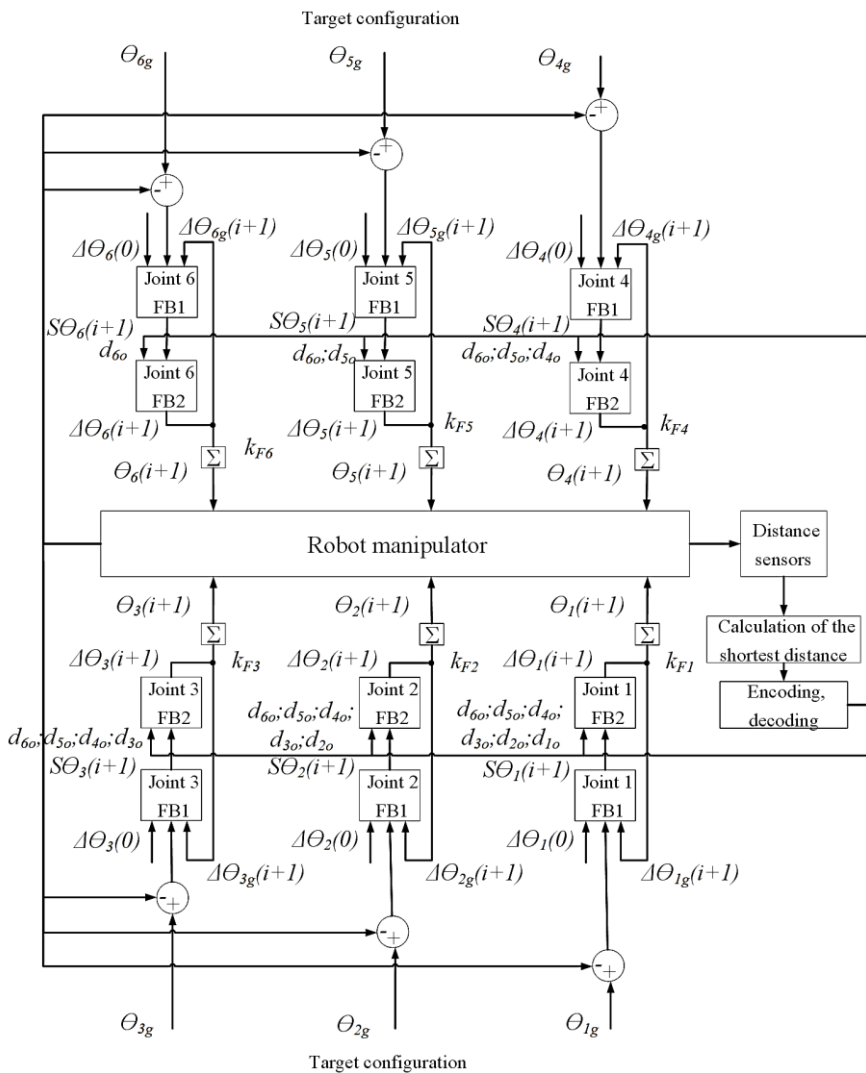 Target configuration
Θ6g
Θ5g
Θ4g
-
+
-
+
-
+
ΔΘ6(0)
ΔΘ6g(i+1)
ΔΘ5(0)
ΔΘ5g(i+1)
ΔΘ4(0)
ΔΘ4g(i+1)
Joint 6
FB1
Joint 5
FB1
Joint 4
FB1
SΘ6(i+1)
SΘ5(i+1)
SΘ4(i+1)
d6o
d6o;d5o
d6o;d5o;d4o
Joint 6
FB2
Joint 5
FB2
Joint 4
FB2
ΔΘ6(i+1)
kF6
ΔΘ5(i+1)
kF5
ΔΘ4(i+1)
kF4
Σ
Σ
Σ
Θ6(i+1)
Θ5(i+1)
Θ4(i+1)
Robot manipulator
Distance
sensors
Calculation of the
shortest distance
Encoding,
decoding
Θ3(i+1)
Θ2(i+1)
Θ1(i+1)
Σ
Σ
Σ
ΔΘ3(i+1)
kF3
ΔΘ2(i+1)
kF2
ΔΘ1(i+1)
kF1
Joint 3
FB2
Joint 2
FB2
Joint 1
FB2
d6o;d5o;d4o;d3o
d6o;d5o;d4o;
d3o;d2o
d6o;d5o;d4o;
d3o;d2o;d1o
SΘ3(i+1)
SΘ2(i+1)
SΘ1(i+1)
Joint 3
FB1
Joint 2
FB1
Joint 1
FB1
ΔΘ3(0)
ΔΘ3g(i+1)
ΔΘ2(0)
ΔΘ2g(i+1)
ΔΘ1(0)
ΔΘ1g(i+1)
-
+
-
+
-
+
Θ3g
Θ2g
Θ1g
Target configuration